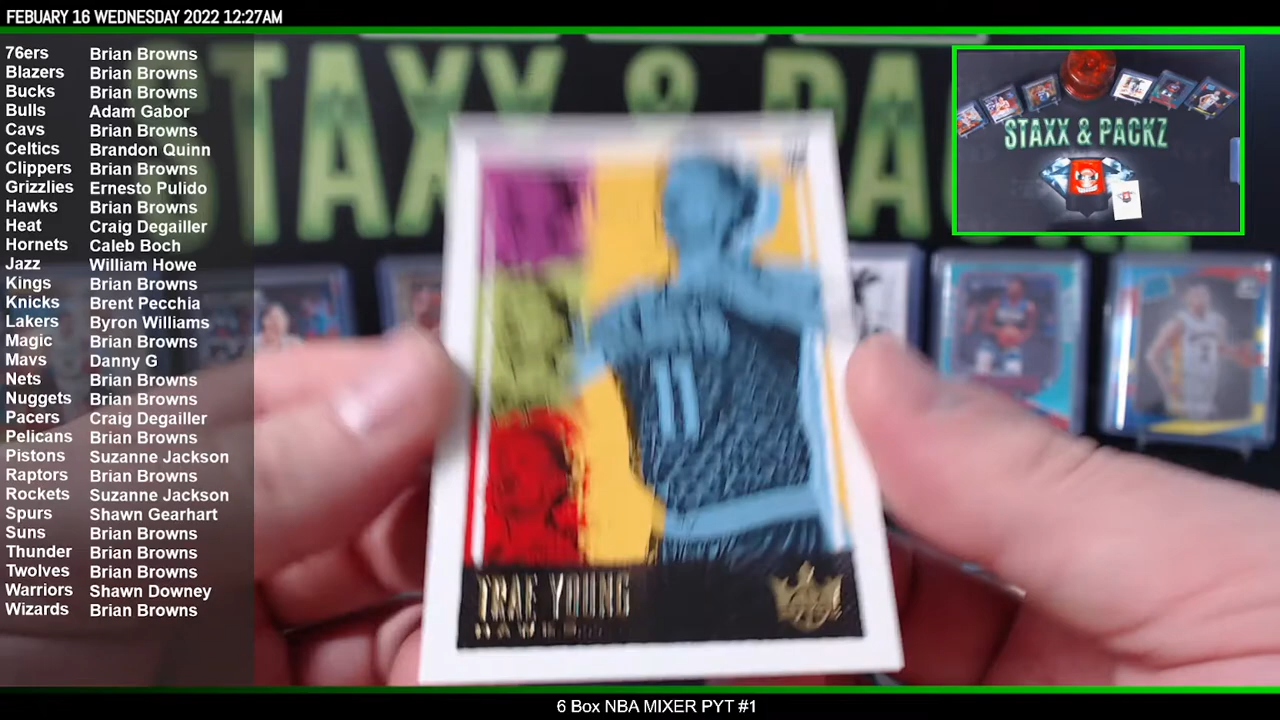 FEBUARY 16 WEDNESDAY 2022 12:27AM
76ers Brian Browns
Blazers Brian Browns
Bucks Brian Browns
Bulls Adam Gabor
Cavs Brian Browns
Celtics Brandon Quinn
Clippers Brian Browns
Grizzlies Ernesto Pulido
Hawks Brian Browns
Heat Craig Degailler
Hornets Caleb Boch
Jazz William Howe
Kings Brian Browns
Knicks Brent Pecchia
Lakers Byron Williams
Magic Brian Browns
Mavs Danny G
Nets Brian Browns
Nuggets Brian Browns
Pacers Craig Degailler
Pelicans Brian Browns
Pistons Suzanne Jackson
Raptors Brian Browns
Rockets Suzanne Jackson
Spurs Shawn Gearhart
Suns Brian Browns
Thunder Brian Browns
Twolves Brian Browns
Warriors Shawn Downey
Wizards Brian Browns
STAXX & PACKZ
STAXX & PA
11
TRAE YOUNG
HAWKS
6 Box NBA MIXER PYT #1